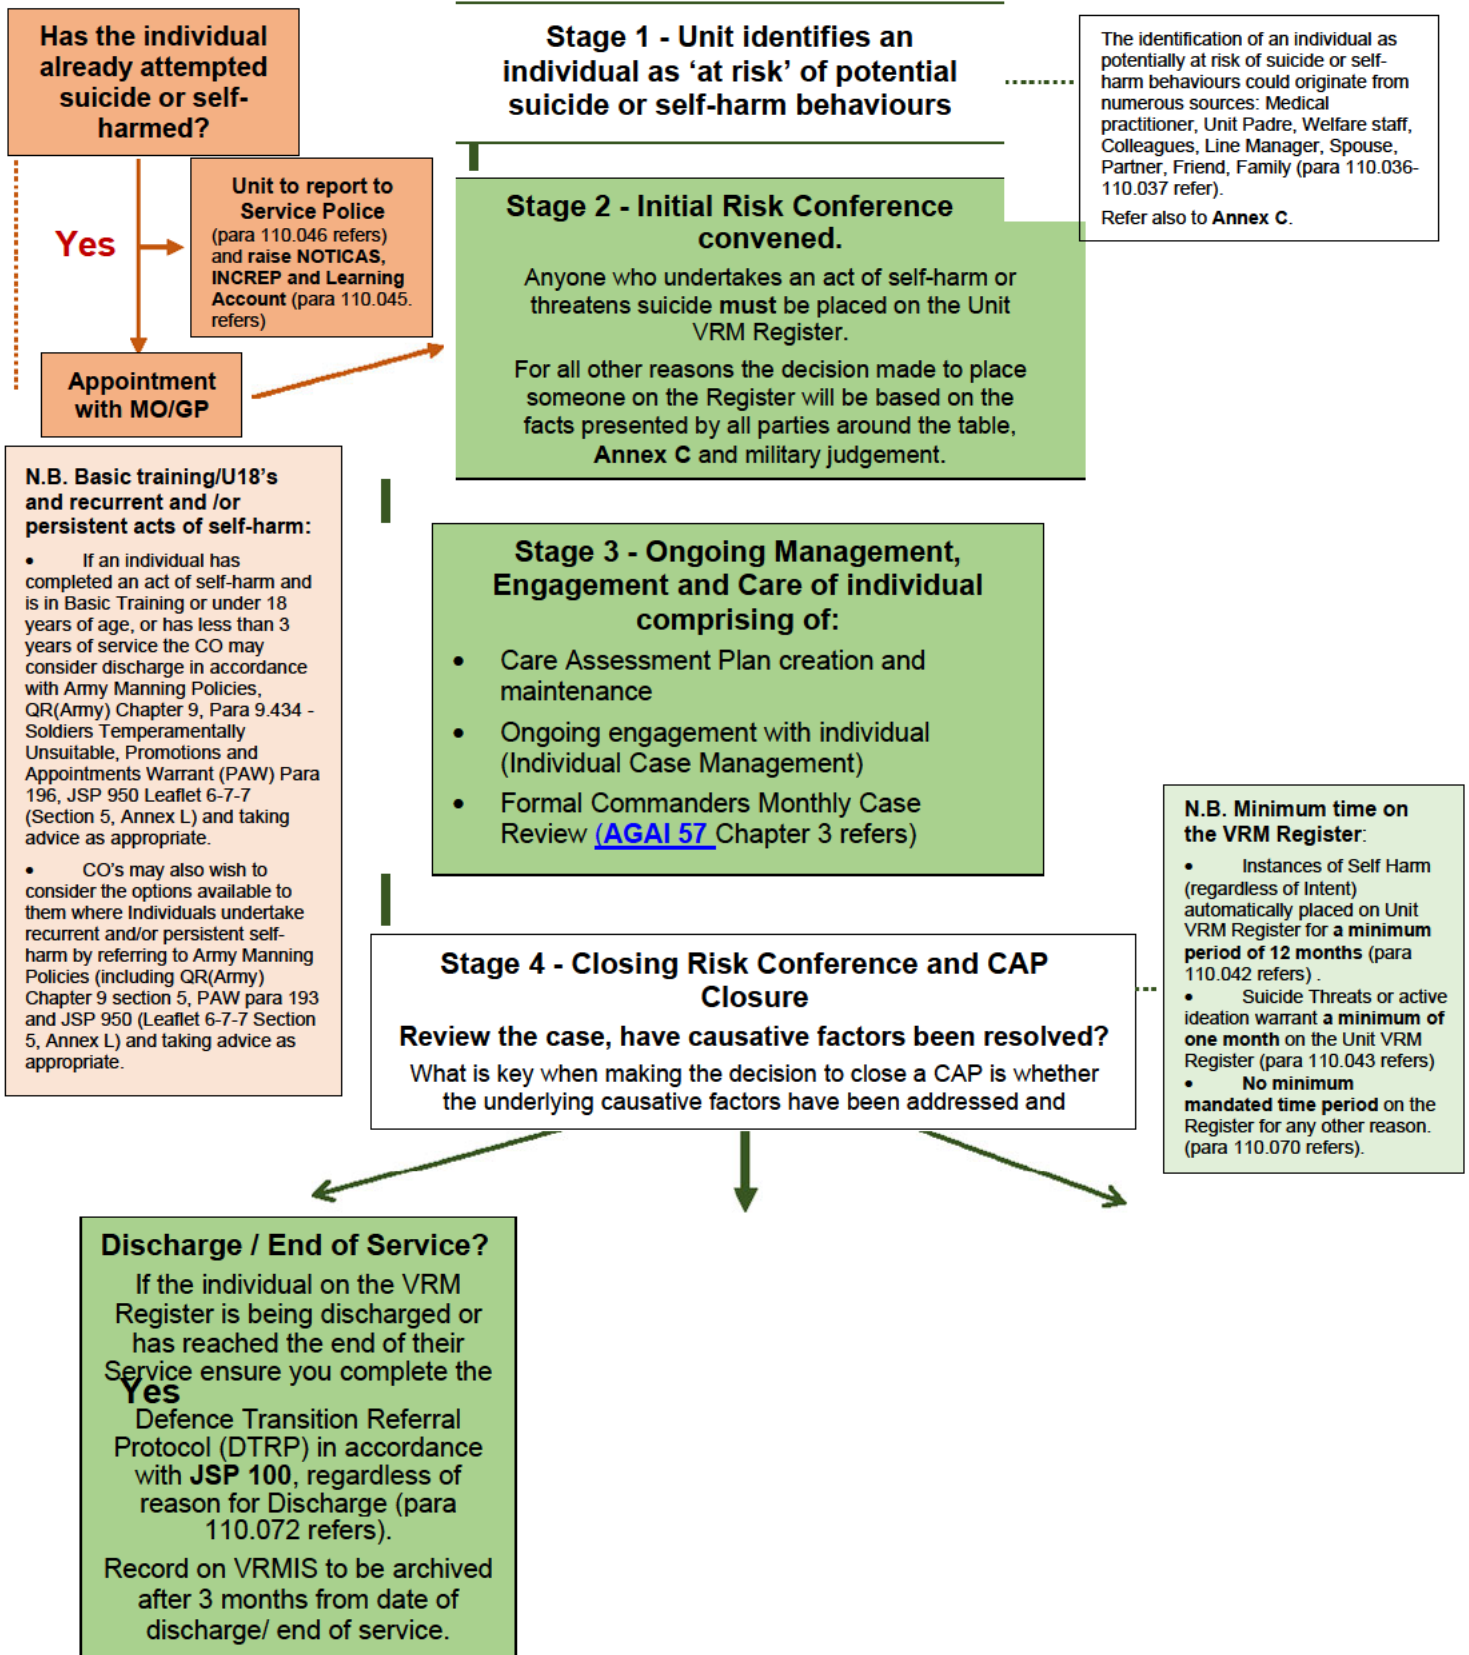 Has the individual
already attempted
suicide or self-
harmed?
Yes
Unit to report to
Service Police
(para 110.046 refers)
and raise NOTICAS,
INCREP and Learning
Account (para 110.045.
refers)
Appointment
with MO/GP
N.B. Basic training/U18's
and recurrent and /or
persistent acts of self-harm:
• If an individual has
completed an act of self-harm and
is in Basic Training or under 18
years of age, or has less than 3
years of service the CO may
consider discharge in accordance
with Army Manning Policies,
QR(Army) Chapter 9, Para 9.434 -
Soldiers Temperamentally
Unsuitable, Promotions and
Appointments Warrant (PAW) Para
196, JSP 950 Leaflet 6-7-7
(Section 5, Annex L) and taking
advice as appropriate.
• CO's may also wish to
consider the options available to
them where Individuals undertake
recurrent and/or persistent self-
harm by referring to Army Manning
Policies (including QR(Army)
Chapter 9 section 5, PAW para 193
and JSP 950 (Leaflet 6-7-7 Section
5, Annex L) and taking advice as
appropriate.
Stage 1 - Unit identifies an
individual as ‘at risk’ of potential
suicide or self-harm behaviours
The identification of an individual as
potentially at risk of suicide or self-
harm behaviours could originate from
numerous sources: Medical
practitioner, Unit Padre, Welfare staff,
Colleagues, Line Manager, Spouse,
Partner, Friend, Family (para 110.036-
110.037 refer).
Refer also to Annex C.
Stage 2 - Initial Risk Conference
convened.
Anyone who undertakes an act of self-harm or
threatens suicide must be placed on the Unit
VRM Register.
For all other reasons the decision made to place
someone on the Register will be based on the
facts presented by all parties around the table,
Annex C and military judgement.
Stage 3 - Ongoing Management,
Engagement and Care of individual
comprising of:
• Care Assessment Plan creation and
maintenance
• Ongoing engagement with individual
(Individual Case Management)
• Formal Commanders Monthly Case
Review (AGAI 57 Chapter 3 refers)
Stage 4 - Closing Risk Conference and CAP
Closure
Review the case, have causative factors been resolved?
What is key when making the decision to close a CAP is whether
the underlying causative factors have been addressed and
N.B. Minimum time on
the VRM Register:
• Instances of Self Harm
(regardless of Intent)
automatically placed on Unit
VRM Register for a minimum
period of 12 months (para
110.042 refers) .
• Suicide Threats or active
ideation warrant a minimum of
one month on the Unit VRM
Register (para 110.043 refers)
• No minimum
mandated time period on the
Register for any other reason.
(para 110.070 refers).
Discharge / End of Service?
If the individual on the VRM
Register is being discharged or
has reached the end of their
Service ensure you complete the
Yes
Defence Transition Referral
Protocol (DTRP) in accordance
with JSP 100, regardless of
reason for Discharge (para
110.072 refers).
Record on VRMIS to be archived
after 3 months from date of
discharge/ end of service.